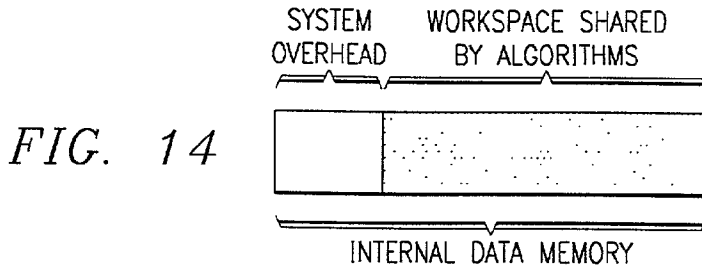 SYSTEM OVERHEAD
WORKSPACE SHARED BY ALGORITHMS
FIG. 14
INTERNAL DATA MEMORY